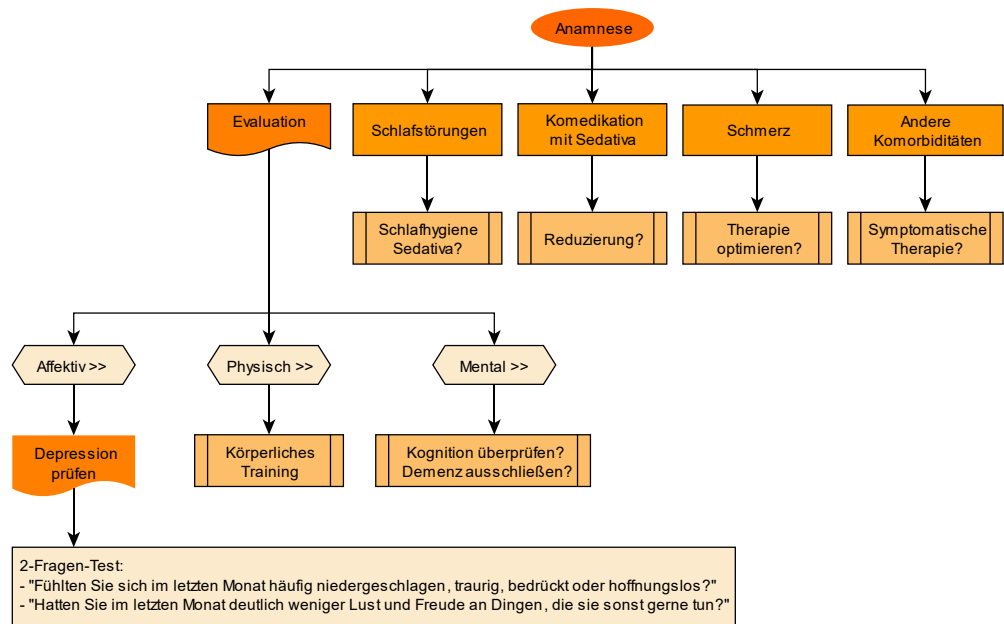 Anamnese
Evaluation
Schlafstörungen
Komedikation
mit Sedativa
Schmerz
Andere
Komorbiditäten
Schlafhygiene
Sedativa?
Reduzierung?
Therapie
optimieren?
Symptomatische
Therapie?
Affektiv >>
Physisch >>
Mental >>
Depression
prüfen
Körperliches
Training
Kognition überprüfen?
Demenz ausschließen?
2-Fragen-Test:
- "Fühlten Sie sich im letzten Monat häufig niedergeschlagen, traurig, bedrückt oder hoffnungslos?"
- "Hatten Sie im letzten Monat deutlich weniger Lust und Freude an Dingen, die sie sonst gerne tun?"